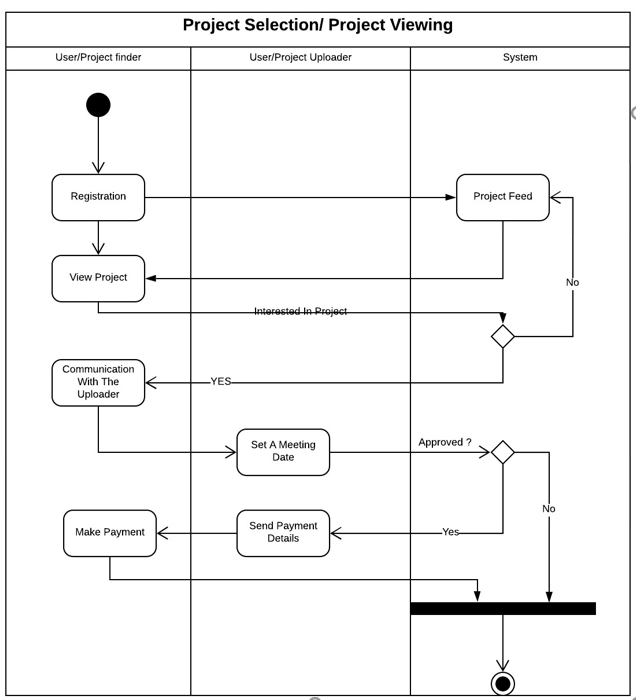 Project Selection/ Project Viewing
User/Project finder
User/Project Uploader
System
Registration
Project Feed
View Project
No
Interested In Project
Communication
With The
Uploader
YES
Set A Meeting
Date
Approved ?
No
Make Payment
Send Payment
Details
Yes